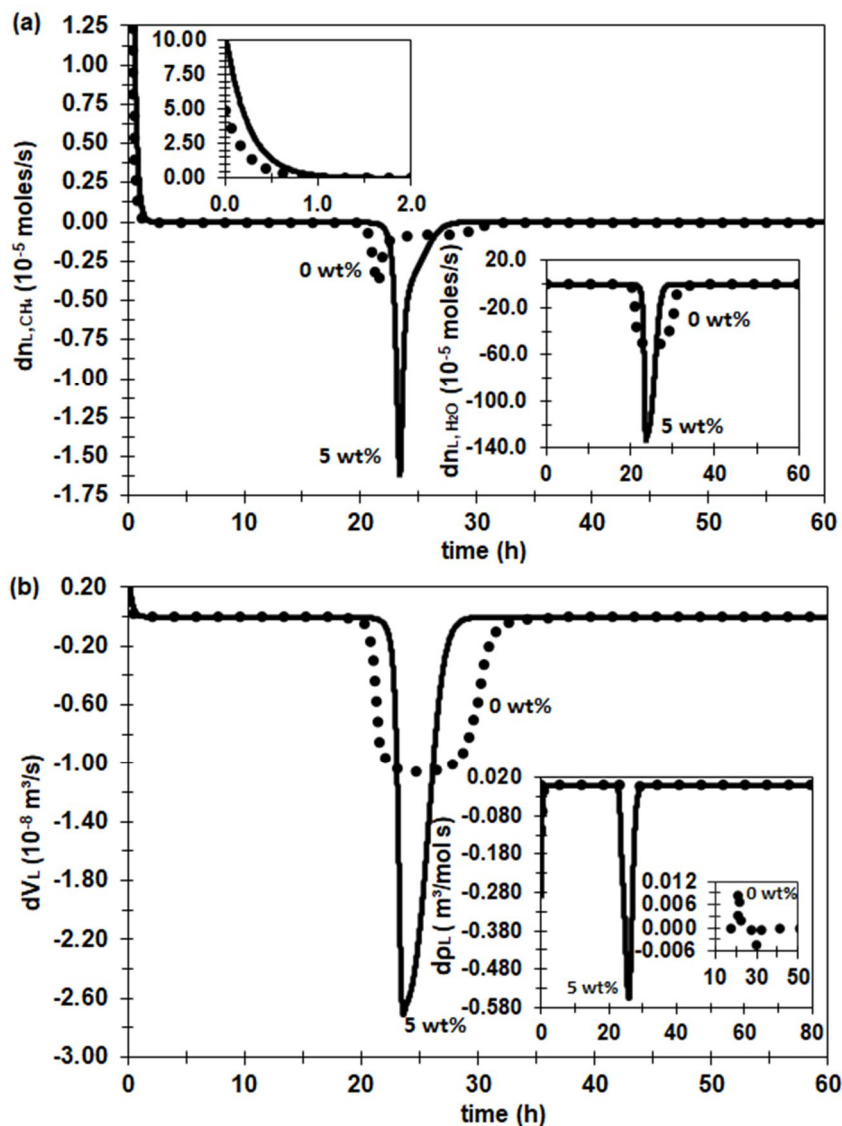 (a)
1.25
1.00
0.75
0.50
0.25
0.00
-0.25
-0.50
-0.75
-1.00
-1.25
-1.50
-1.75
dnL,CH4 (10-5 moles/s)
10.00
7.50
5.00
2.50
0.00
0.0 1.0 2.0
0 wt%
5 wt%
20.0
-20.0
-60.0
-100.0
-140.0
dnL,H2O (10-5 moles/s)
0 wt%
5 wt%
0 20 40 60
0 10 20 30 40 50 60
time (h)
(b)
0.20
-0.20
-0.60
-1.00
-1.40
-1.80
-2.20
-2.60
-3.00
dVL (10-8 m3/s)
0 wt%
5 wt%
0.020
-0.080
-0.180
-0.280
-0.380
-0.480
-0.580
dρL ( m3/mol s)
5 wt%
0.012
0.006
0.000
-0.006
0 wt%
10 30 50
0 20 40 60 80
0 10 20 30 40 50 60
time (h)